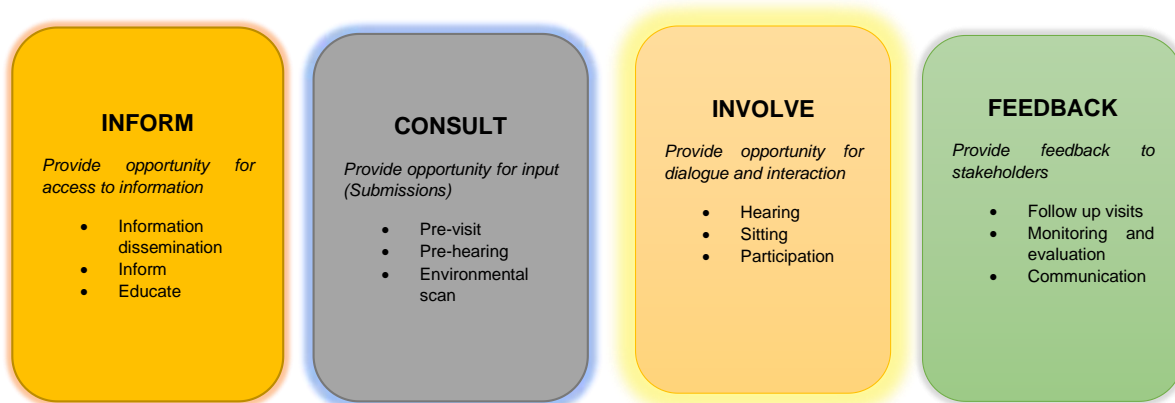 INFORM
Provide opportunity for
access to information
• Information
dissemination
• Inform
• Educate
CONSULT
Provide opportunity for input
(Submissions)
• Pre-visit
• Pre-hearing
• Environmental
scan
INVOLVE
Provide opportunity for
dialogue and interaction
• Hearing
• Sitting
• Participation
FEEDBACK
Provide feedback to
stakeholders
• Follow up visits
• Monitoring and
evaluation
• Communication